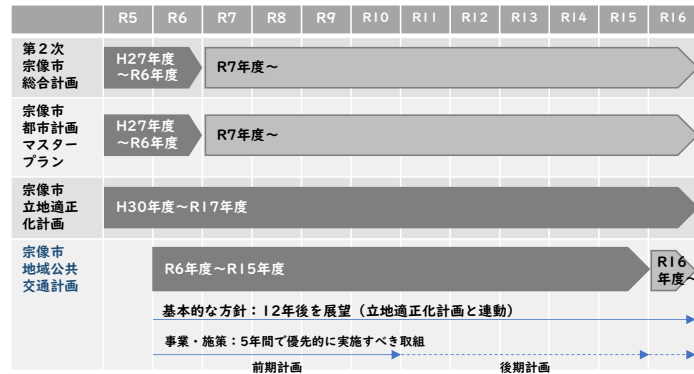 R5 R6 R7 R8 R9 R10 R11 R12 R13 R14 R15 R16
第2次
宗像市
総合計画
H27年度
～R6年度
R7年度～
宗像市
都市計画
マスター
プラン
H27年度
～R6年度
R7年度～
宗像市
立地適正
化計画
H30年度～R17年度
宗像市
地域公共
交通計画
R6年度～R15年度
R16
年度～
基本的な方針：12年後を展望（立地適正化計画と連動）
事業・施策：5年間で優先的に実施すべき取組
前期計画 後期計画